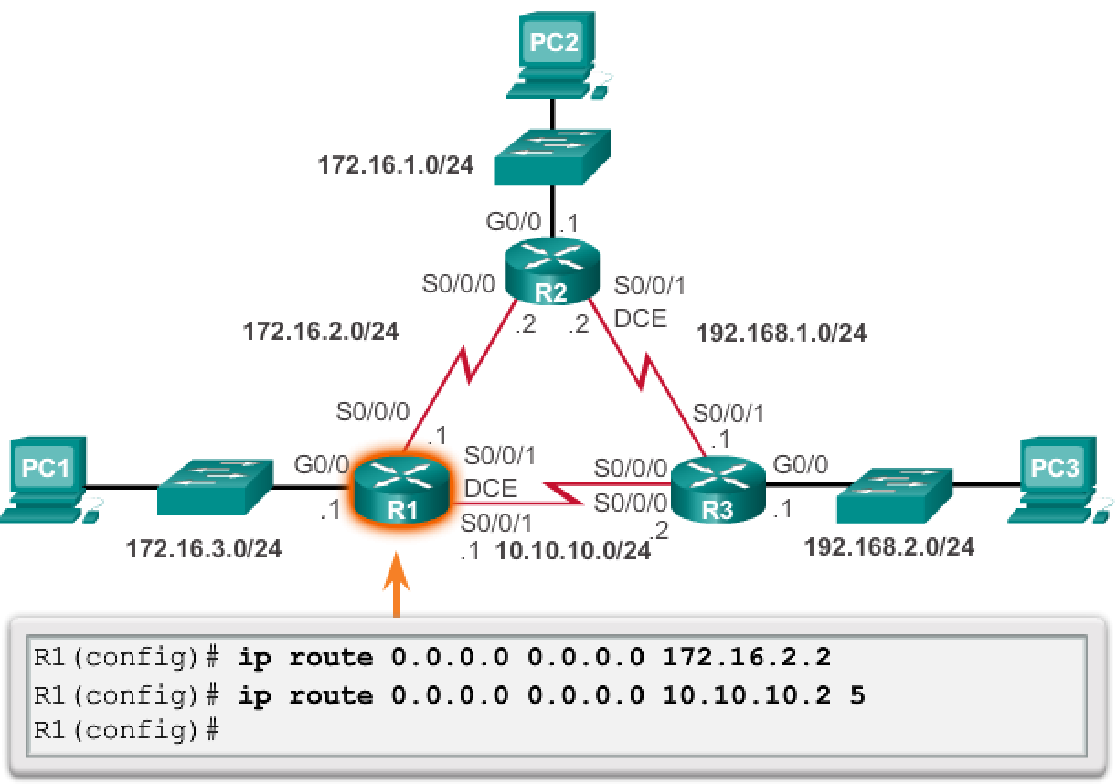 PC2
172.16.1.0/24
G0/0 .1
S0/0/0 R2 S0/0/1
.2 .2 DCE
172.16.2.0/24 192.168.1.0/24
S0/0/0 S0/0/1
.1 .1
PC1 G0/0 S0/0/1 S0/0/0 G0/0 PC3
DCE
.1 R1 S0/0/0 R3 .1
S0/0/1
172.16.3.0/24 .1 10.10.10.0/24 .2 192.168.2.0/24
R1(config)# ip route 0.0.0.0 0.0.0.0 172.16.2.2
R1(config)# ip route 0.0.0.0 0.0.0.0 10.10.10.2 5
R1(config)#